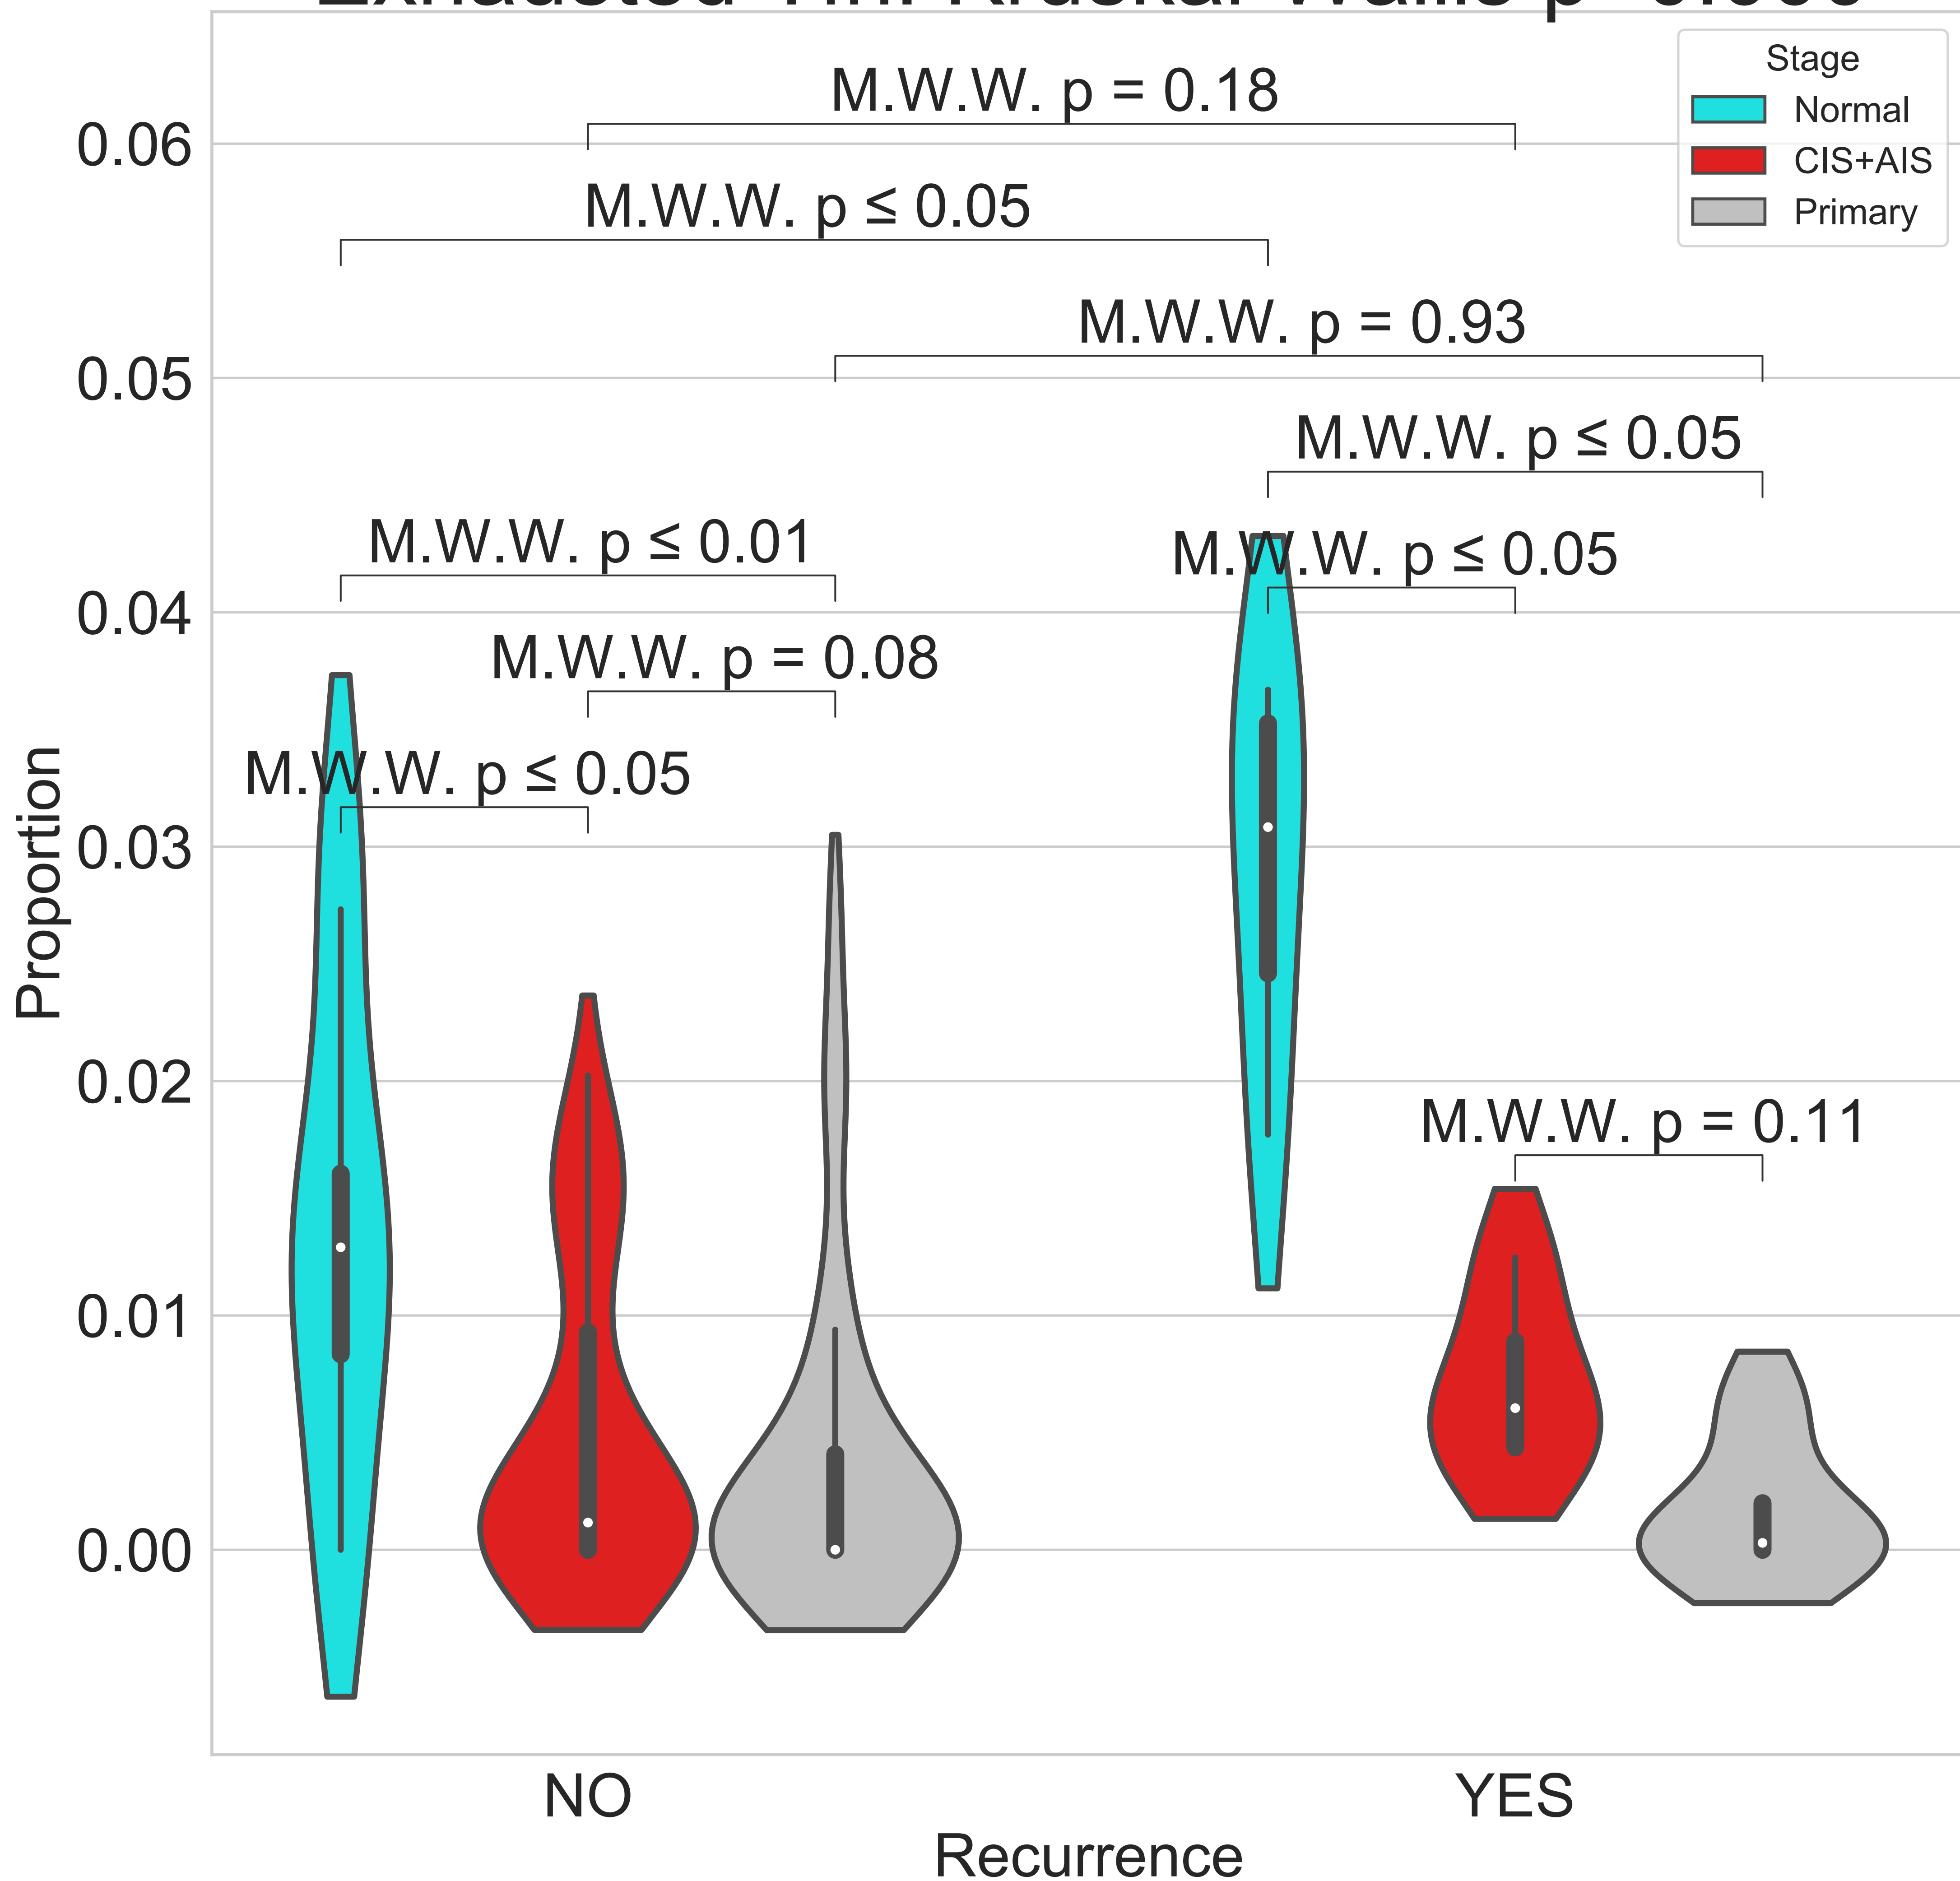 Stage
Normal
CIS+AIS
Primary
M.W.W. p = 0.18
M.W.W. p ≤ 0.05
M.W.W. p = 0.93
M.W.W. p ≤ 0.05
M.W.W. p ≤ 0.01
M.W.W. p ≤ 0.05
M.W.W. p = 0.08
M.W.W. p ≤ 0.05
M.W.W. p = 0.11
Proportion
0.06
0.05
0.04
0.03
0.02
0.01
0.00
NO
YES
Recurrence